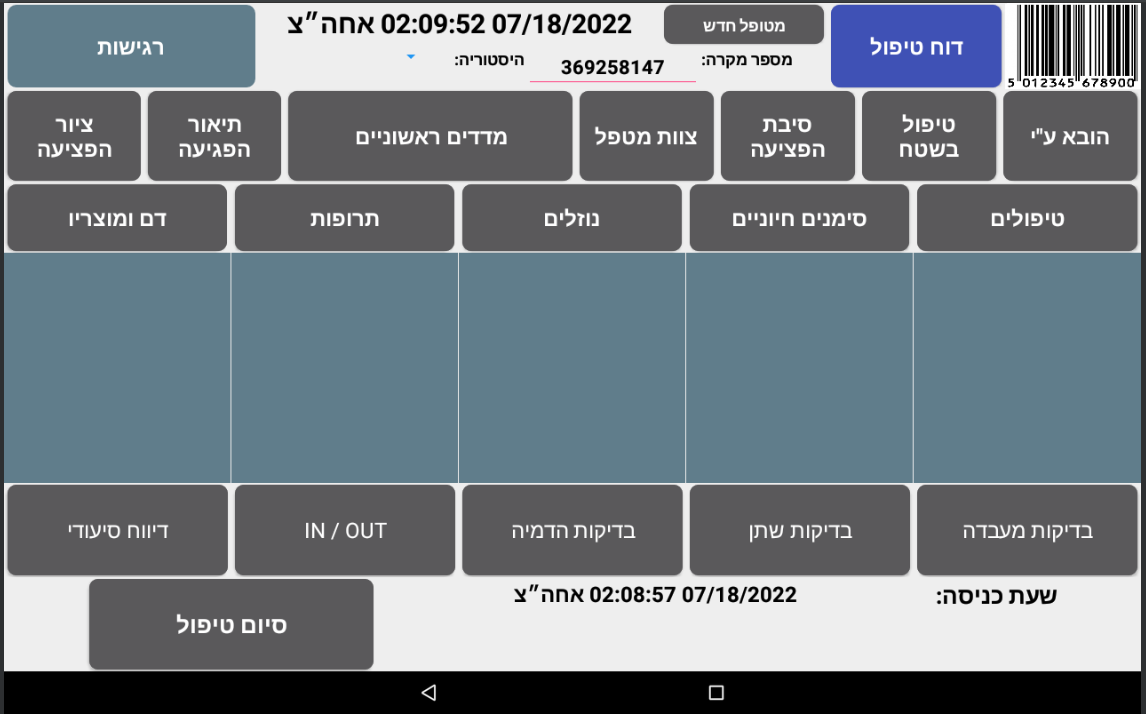 5 012345 678900
דוח טיפול
מטופל חדש
07/18/2022 02:09:52 אחה״צ
מספר מקרה:
369258147
היסטוריה:
רגישות
הובא ע"י
טיפול
בשטח
סיבת
הפציעה
צוות מטפל
מדדים ראשוניים
תיאור
הפגיעה
ציור
הפציעה
טיפולים
סימנים חיוניים
נוזלים
תרופות
דם ומוצריו
בדיקות מעבדה
בדיקות שתן
בדיקות הדמיה
IN / OUT
דיווח סיעודי
שעת כניסה:
07/18/2022 02:08:57 אחה״צ
סיום טיפול